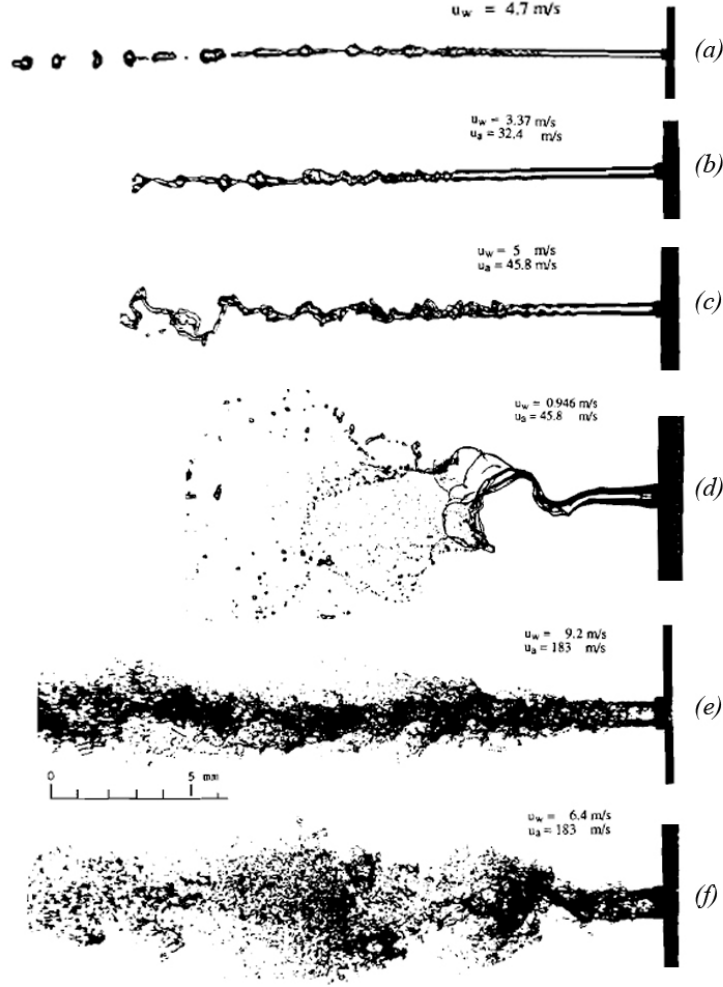 u_w = 4.7 m/s
(a)
u_w = 3.37 m/s
u_a = 32.4 m/s
(b)
u_w = 5 m/s
u_a = 45.8 m/s
(c)
u_w = 0.946 m/s
u_a = 45.8 m/s
(d)
u_w = 9.2 m/s
u_a = 183 m/s
(e)
0 5 mm
u_w = 6.4 m/s
u_a = 183 m/s
(f)